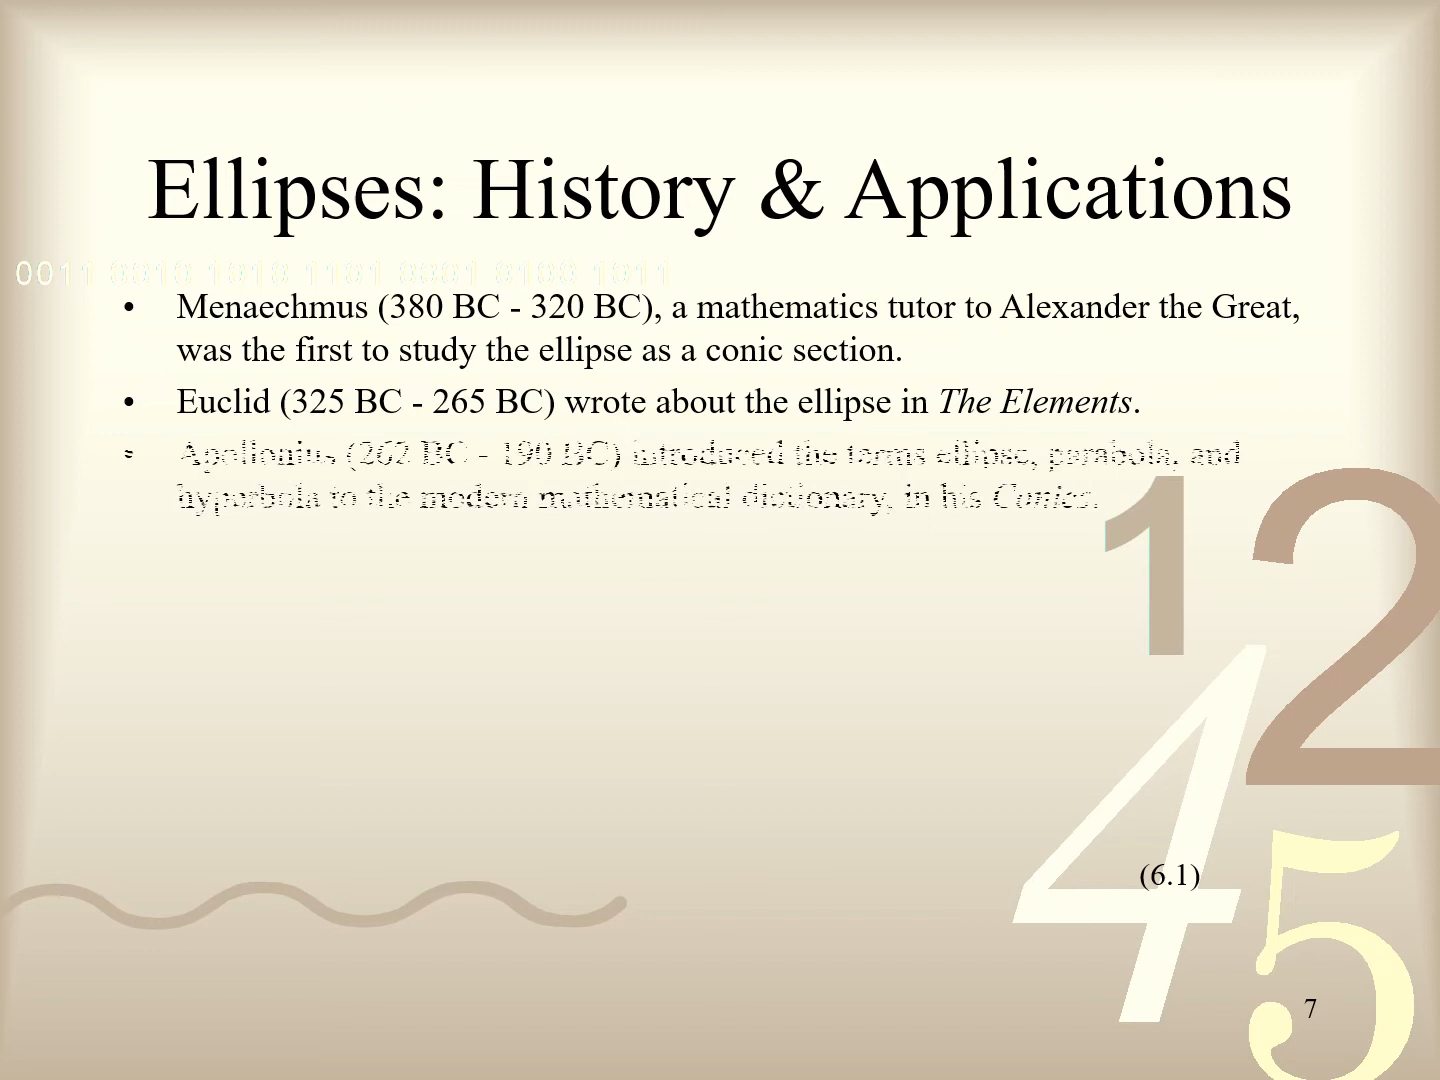 Ellipses: History & Applications
0011 0010 1010 1101 0001 0100 1011
• Menaechmus (380 BC - 320 BC), a mathematics tutor to Alexander the Great,
was the first to study the ellipse as a conic section.
• Euclid (325 BC - 265 BC) wrote about the ellipse in The Elements.
• Apollonius (262 BC - 190 BC) introduced the terms ellipse, parabola, and
hyperbola to the modern mathematical dictionary, in his Conics.
1 2
4
(6.1)
5
7